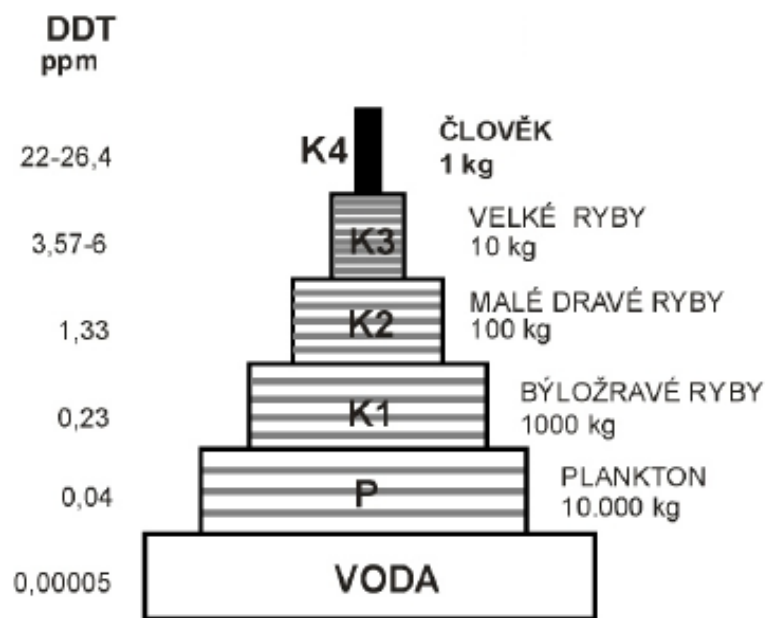 DDT
ppm
22-26,4
K4
ČLOVĚK
1 kg
3,57-6
K3
VELKÉ RYBY
10 kg
1,33
K2
MALÉ DRAVÉ RYBY
100 kg
0,23
K1
BÝLOŽRAVÉ RYBY
1000 kg
0,04
P
PLANKTON
10.000 kg
0,00005
VODA